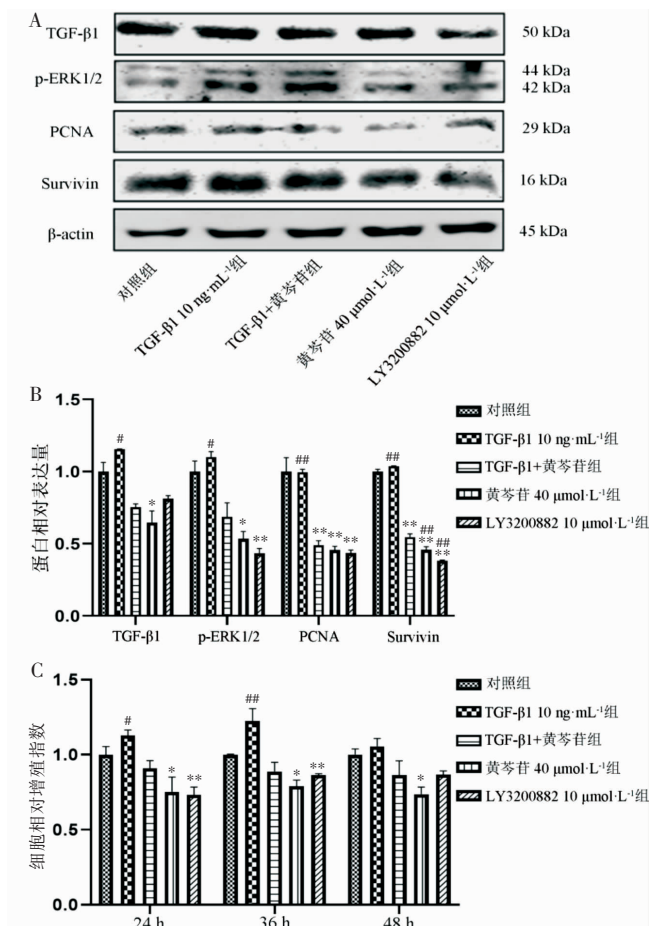 A
TGF-β1 50 kDa
p-ERK1/2 44 kDa
42 kDa
PCNA 29 kDa
Survivin 16 kDa
β-actin 45 kDa
对照组
TGF-β1 10 ng·mL⁻¹组
TGF-β1+黄芩苷组
黄芩苷 40 μmol·L⁻¹组
LY3200882 10 μmol·L⁻¹组
B
蛋白相对表达量
1.5
1.0
0.5
0.0
# # ## ##
* * ** ** ** ** ** ## ** ## **
TGF-β1 p-ERK1/2 PCNA Survivin
对照组
TGF-β1 10 ng·mL⁻¹组
TGF-β1+黄芩苷组
黄芩苷 40 μmol·L⁻¹组
LY3200882 10 μmol·L⁻¹组
C
细胞相对增殖指数
1.5
1.0
0.5
0.0
# ##
* ** * ** *
24 h 36 h 48 h
对照组
TGF-β1 10 ng·mL⁻¹组
TGF-β1+黄芩苷组
黄芩苷 40 μmol·L⁻¹组
LY3200882 10 μmol·L⁻¹组